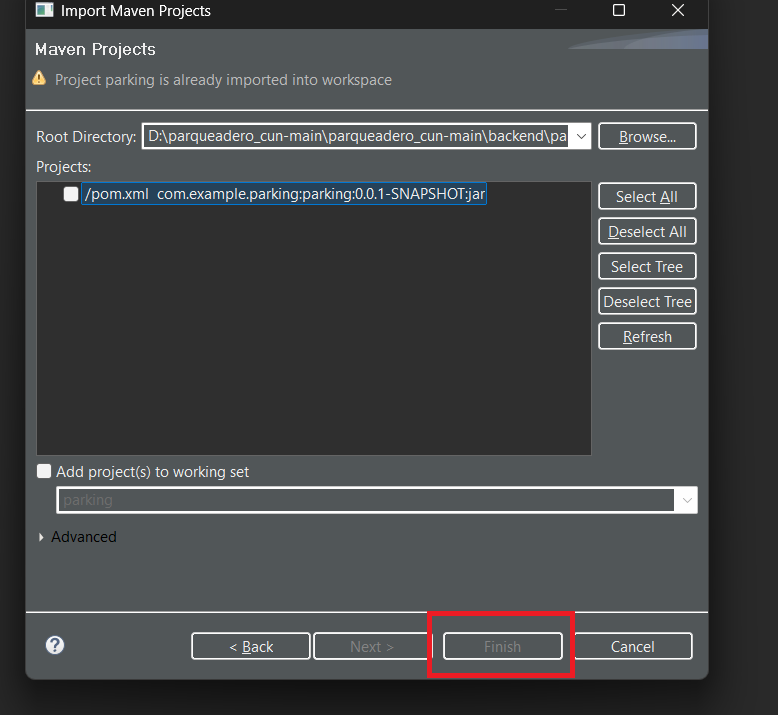 Import Maven Projects
Maven Projects
Project parking is already imported into workspace
Root Directory: D:\parqueadero_cun-main\parqueadero_cun-main\backend\pa Browse...
Projects:
/pom.xml com.example.parking:parking:0.0.1-SNAPSHOT:jar
Select All
Deselect All
Select Tree
Deselect Tree
Refresh
Add project(s) to working set
parking
Advanced
? < Back Next > Finish Cancel